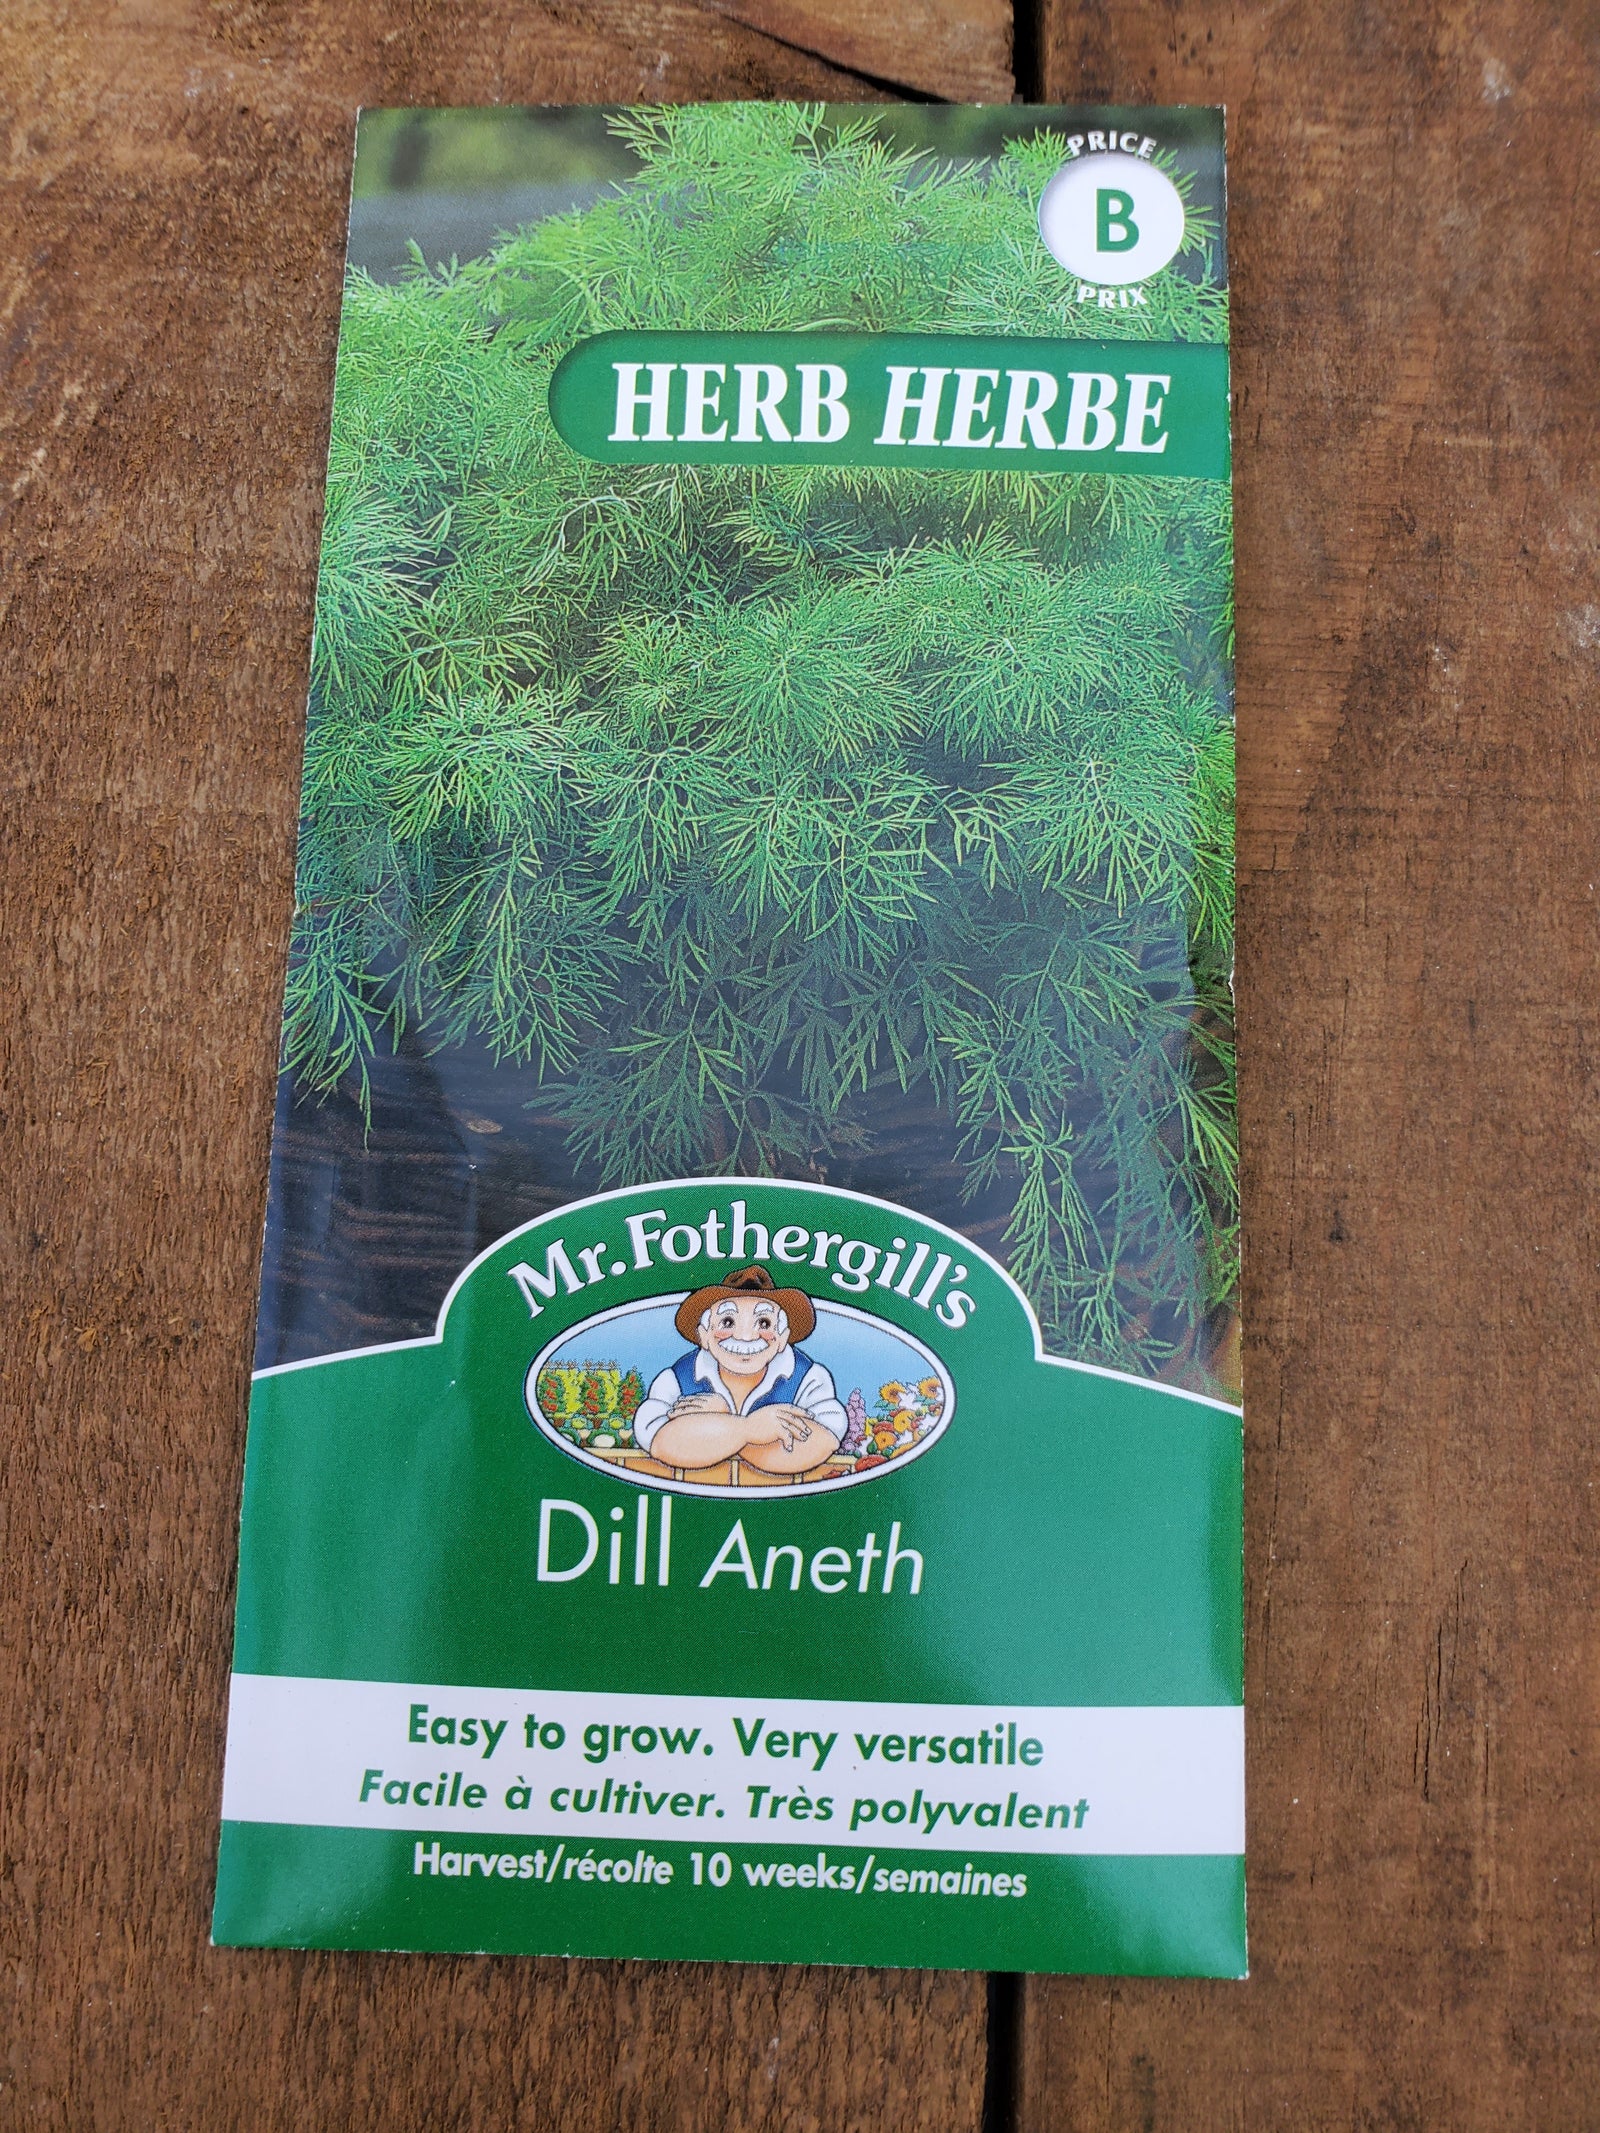 PRICE
B
PRIX
HERB HERBE
Mr. Fothergill's
Dill Aneth
Easy to grow. Very versatile
Facile à cultiver. Très polyvalent
Harvest/récolte 10 weeks/semaines